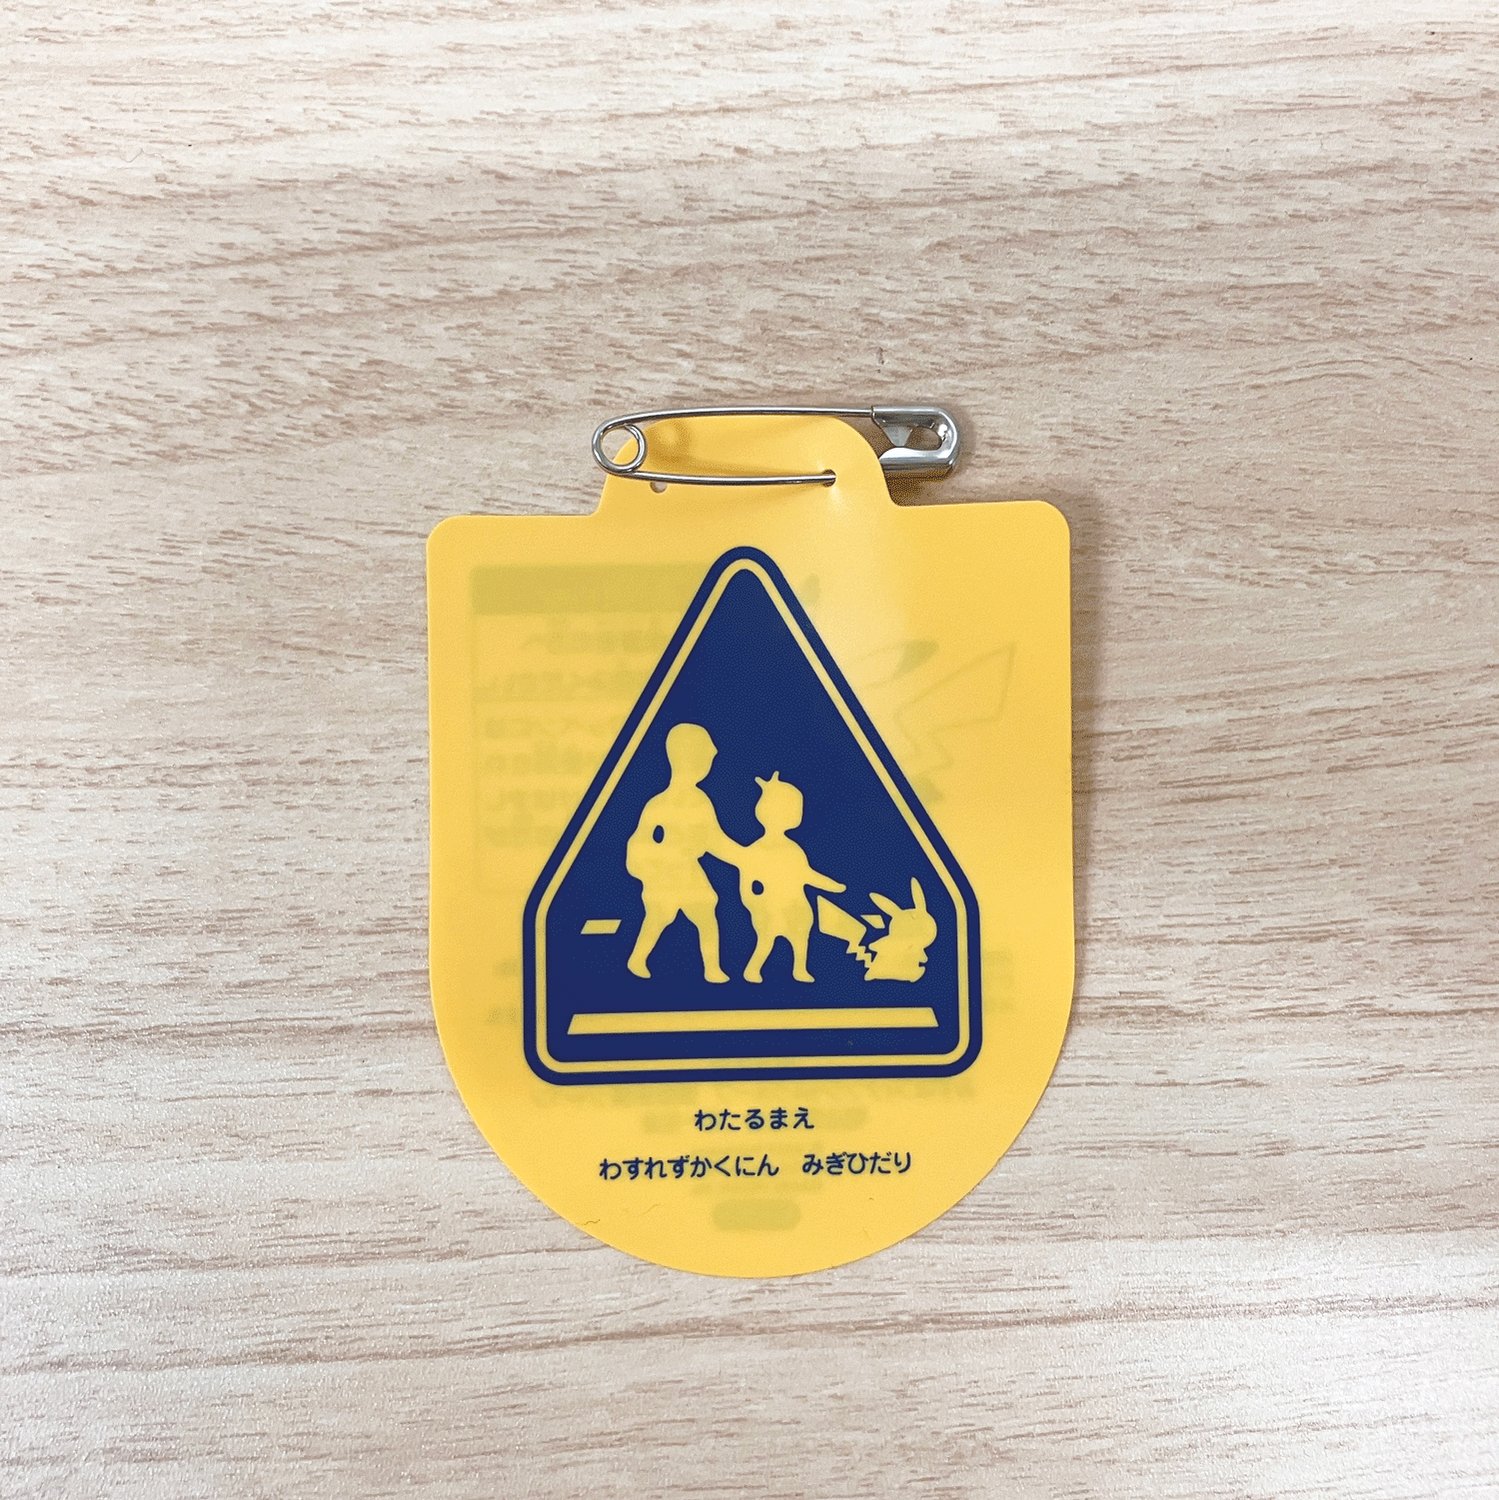 わたるまえ
わすれずかくにん　みぎひだり